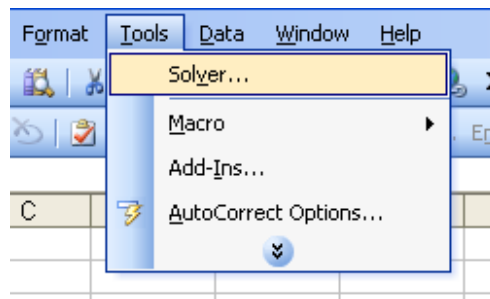 Format Tools Data Window Help
Solver...
Macro
Add-Ins...
AutoCorrect Options...
C